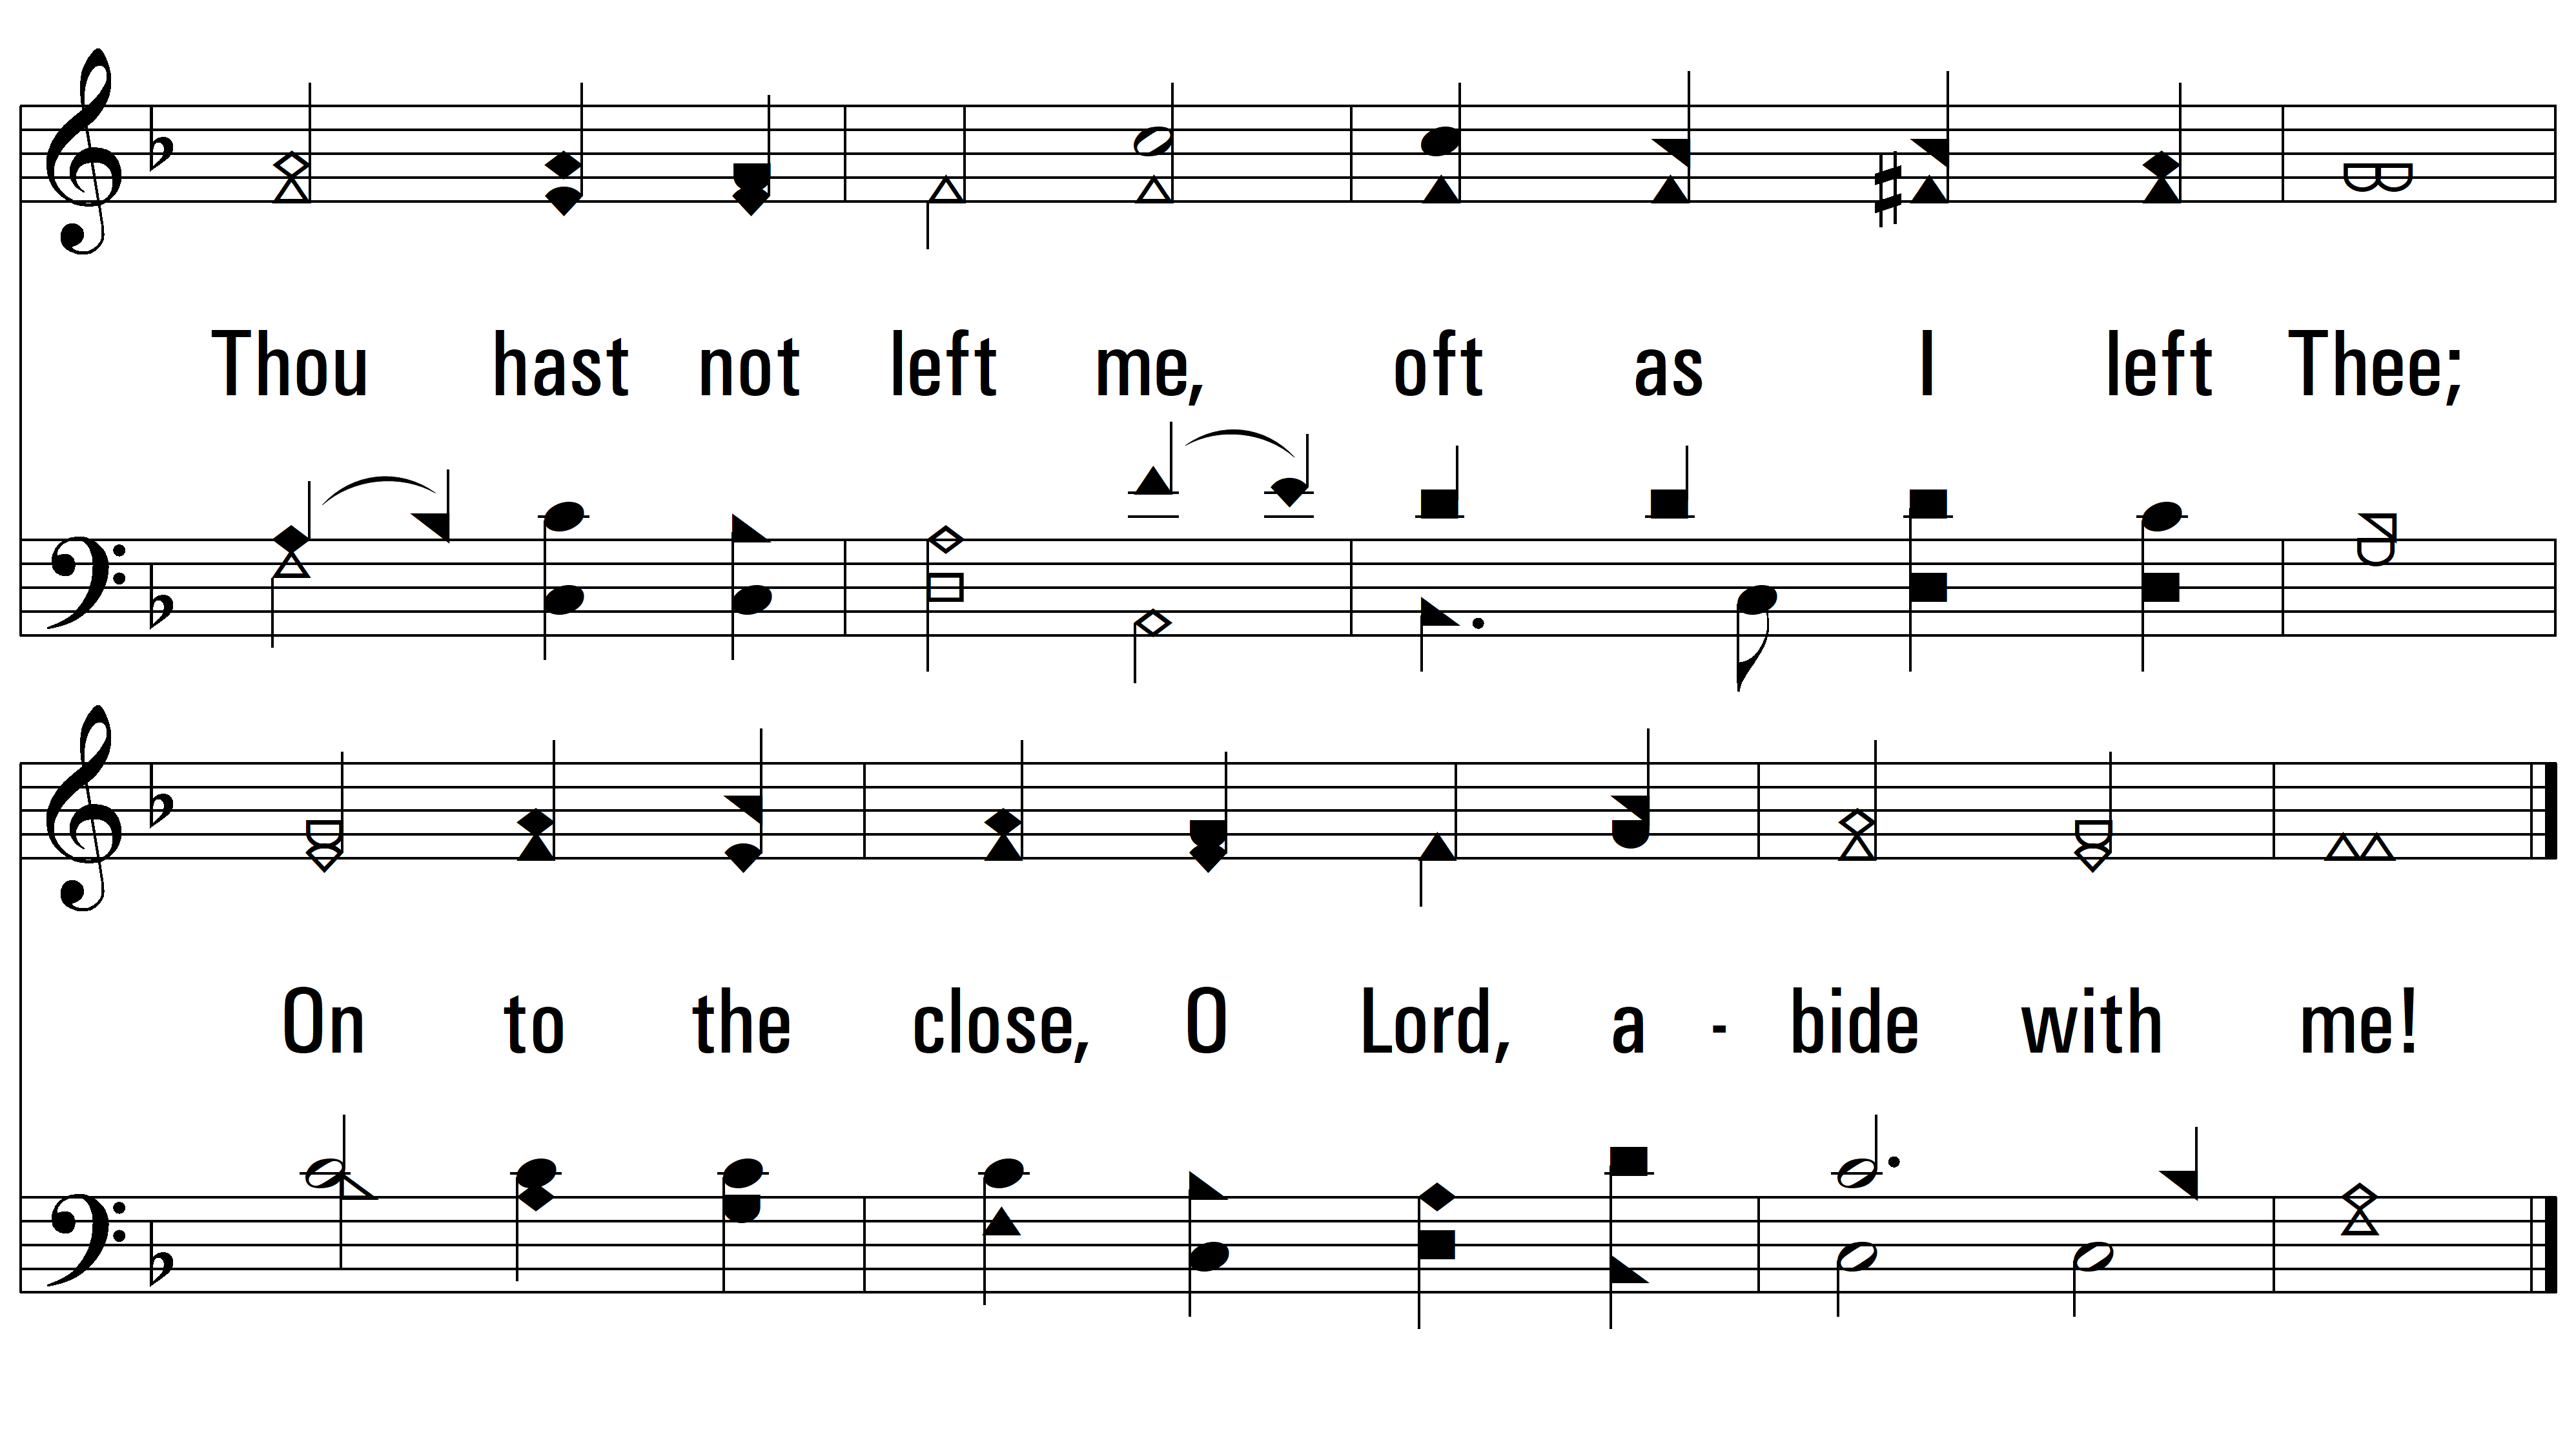 Thou hast not left me, oft as I left Thee;
On to the close, O Lord, a - bide with me!